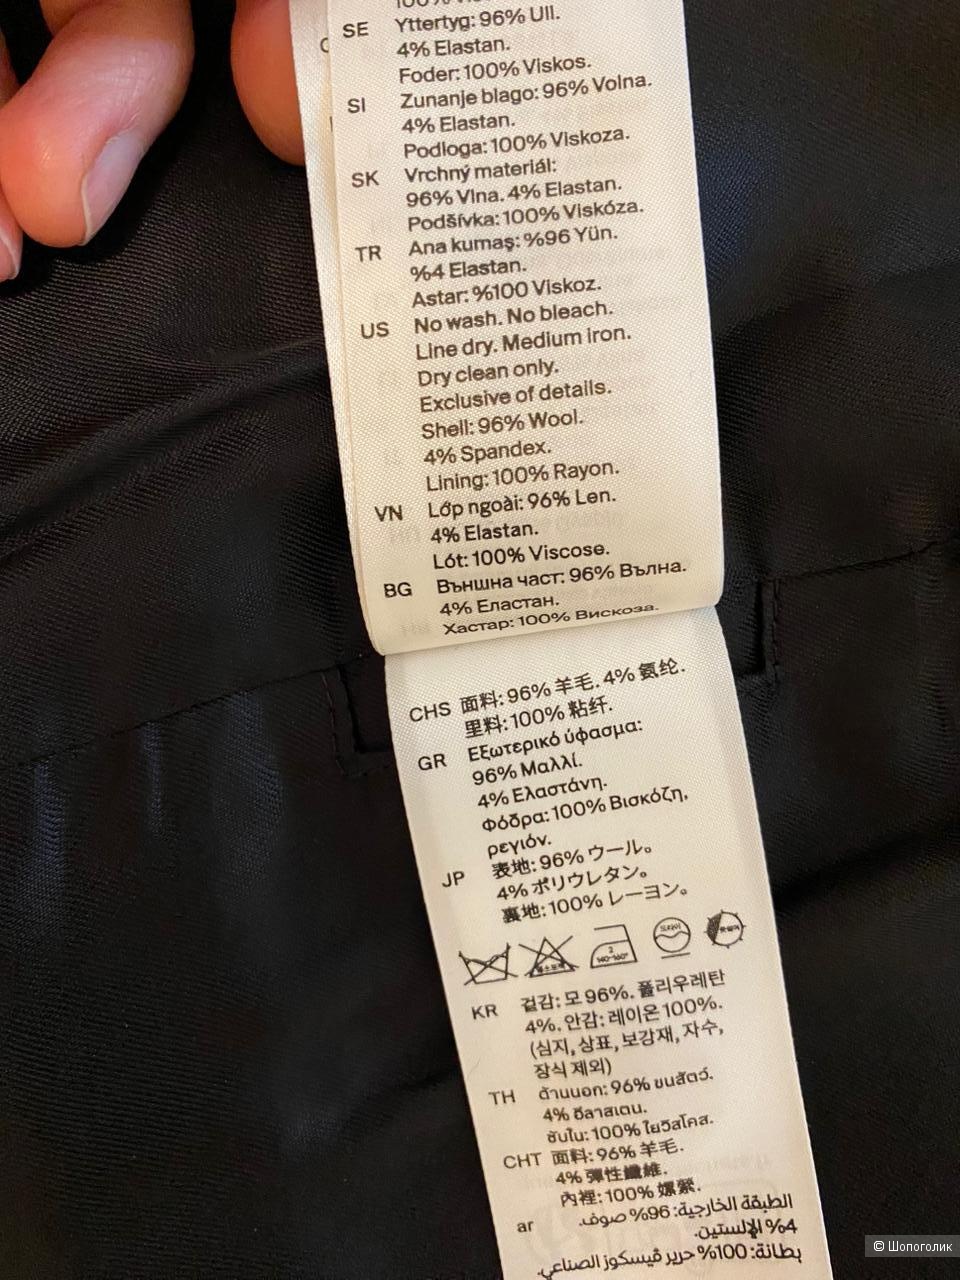 SE Yttertyg: 96% Ull.
4% Elastan.
Foder: 100% Viskos.
SI Zunanje blago: 96% Volna.
4% Elastan.
Podloga: 100% Viskoza.
SK Vrchný materiál:
96% Vlna. 4% Elastan.
Podšívka: 100% Viskóza.
TR Ana kumaş: %96 Yün.
%4 Elastan.
Astar: %100 Viskoz.
US No wash. No bleach.
Line dry. Medium iron.
Dry clean only.
Exclusive of details.
Shell: 96% Wool.
4% Spandex.
Lining: 100% Rayon.
VN Lớp ngoài: 96% Len.
4% Elastan.
Lót: 100% Viscose.
BG Външна част: 96% Вълна.
4% Еластан.
Хастар: 100% Вискоза.
CHS 面料: 96% 羊毛. 4% 氨纶.
里料: 100% 粘纤.
GR Εξωτερικό ύφασμα:
96% Μαλλί.
4% Ελαστάνη.
Φόδρα: 100% Βισκόζη,
ρεγιόν.
JP 表地: 96% ウール。
4% ポリウレタン。
裏地: 100% レーヨン。
2
140-160°
KR 겉감: 모 96%. 폴리우레탄
4%. 안감: 레이온 100%.
(심지, 상표, 보강재, 자수,
장식 제외)
TH ด้านนอก: 96% ขนสัตว์.
4% อีลาสเตน.
ซับใน: 100% ใยวิสโคส.
CHT 面料: 96% 羊毛.
4% 彈性纖維.
內裡: 100% 嫘縈.
ar الطبقة الخارجية: 96% صوف.
4% الإلستين.
بطانة: 100% حرير ڤيسكوز الصناعي.
© Шопоголик